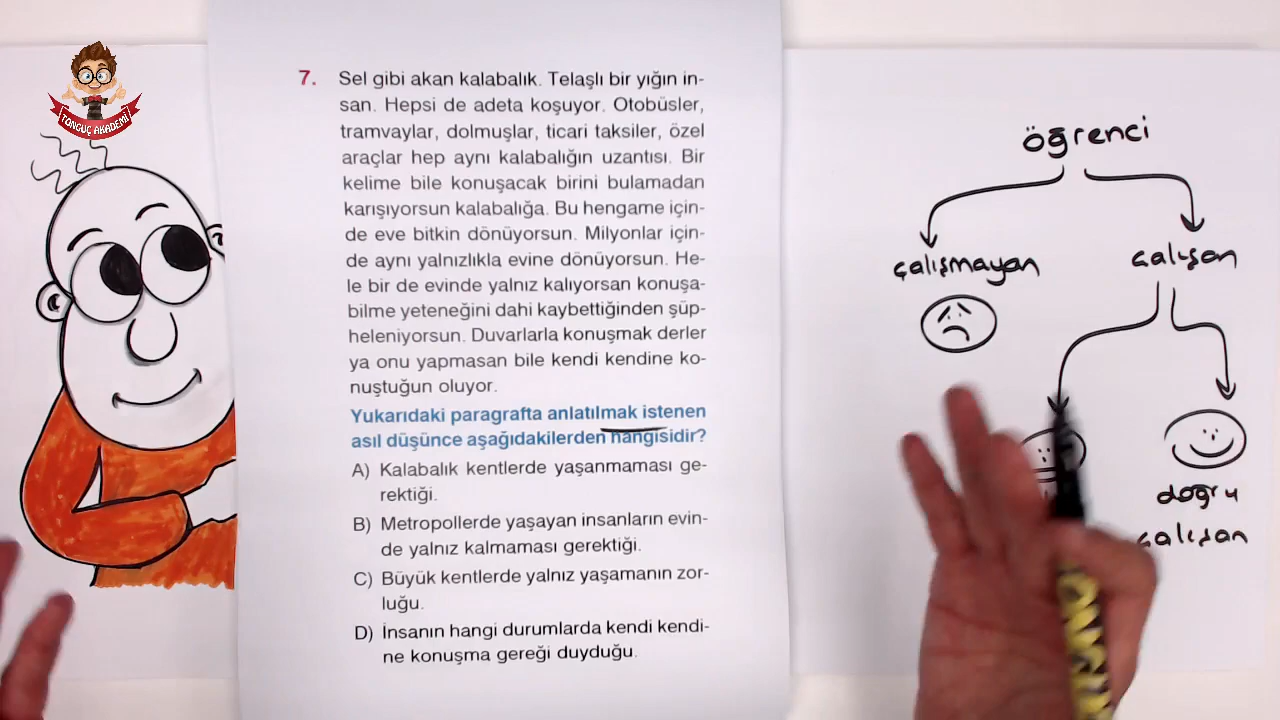 TONGUÇ AKADEMİ
7. Sel gibi akan kalabalık. Telaşlı bir yığın in-
san. Hepsi de adeta koşuyor. Otobüsler,
tramvaylar, dolmuşlar, ticari taksiler, özel
araçlar hep aynı kalabalığın uzantısı. Bir
kelime bile konuşacak birini bulamadan
karışıyorsun kalabalığa. Bu hengame için-
de eve bitkin dönüyorsun. Milyonlar için-
de aynı yalnızlıkla evine dönüyorsun. He-
le bir de evinde yalnız kalıyorsan konuşa-
bilme yeteneğini dahi kaybettiğinden şüp-
heleniyorsun. Duvarlarla konuşmak derler
ya onu yapmasan bile kendi kendine ko-
nuştuğun oluyor.
Yukarıdaki paragrafta anlatılmak istenen
asıl düşünce aşağıdakilerden hangisidir?
A) Kalabalık kentlerde yaşanmaması ge-
rektiği.
B) Metropollerde yaşayan insanların evin-
de yalnız kalmaması gerektiği.
C) Büyük kentlerde yalnız yaşamanın zor-
luğu.
D) İnsanın hangi durumlarda kendi kendi-
ne konuşma gereği duyduğu.
öğrenci
çalışmayan
çalışan
doğru
çalışan